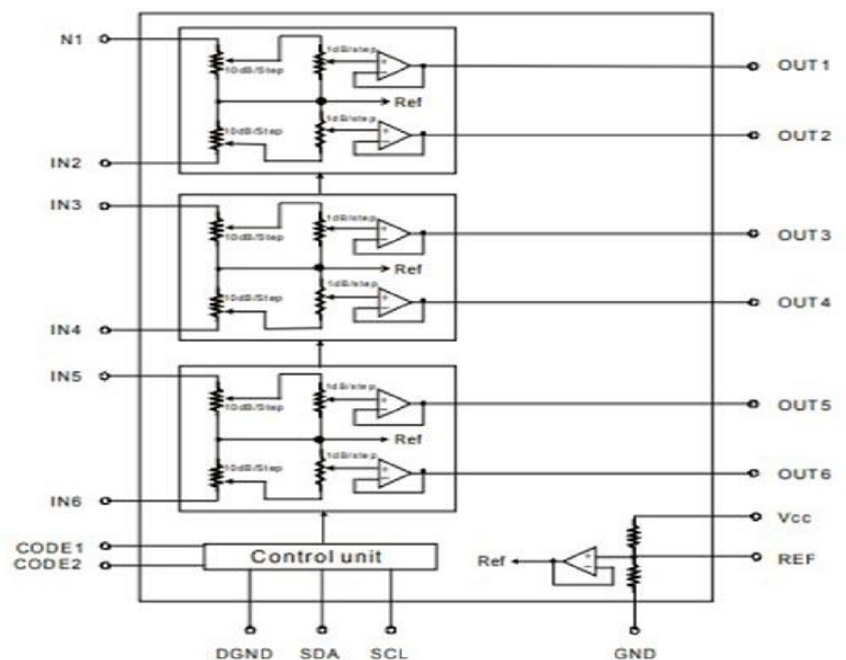 N1
1dB/step
OUT1
10dB/Step
Ref
10dB/Step
1dB/step
OUT2
IN2
IN3
1dB/step
OUT3
10dB/Step
Ref
10dB/Step
1dB/step
OUT4
IN4
IN5
1dB/step
OUT5
10dB/Step
Ref
10dB/Step
1dB/step
OUT6
IN6
Vcc
CODE1
CODE2
Control unit
Ref
REF
DGND SDA SCL GND